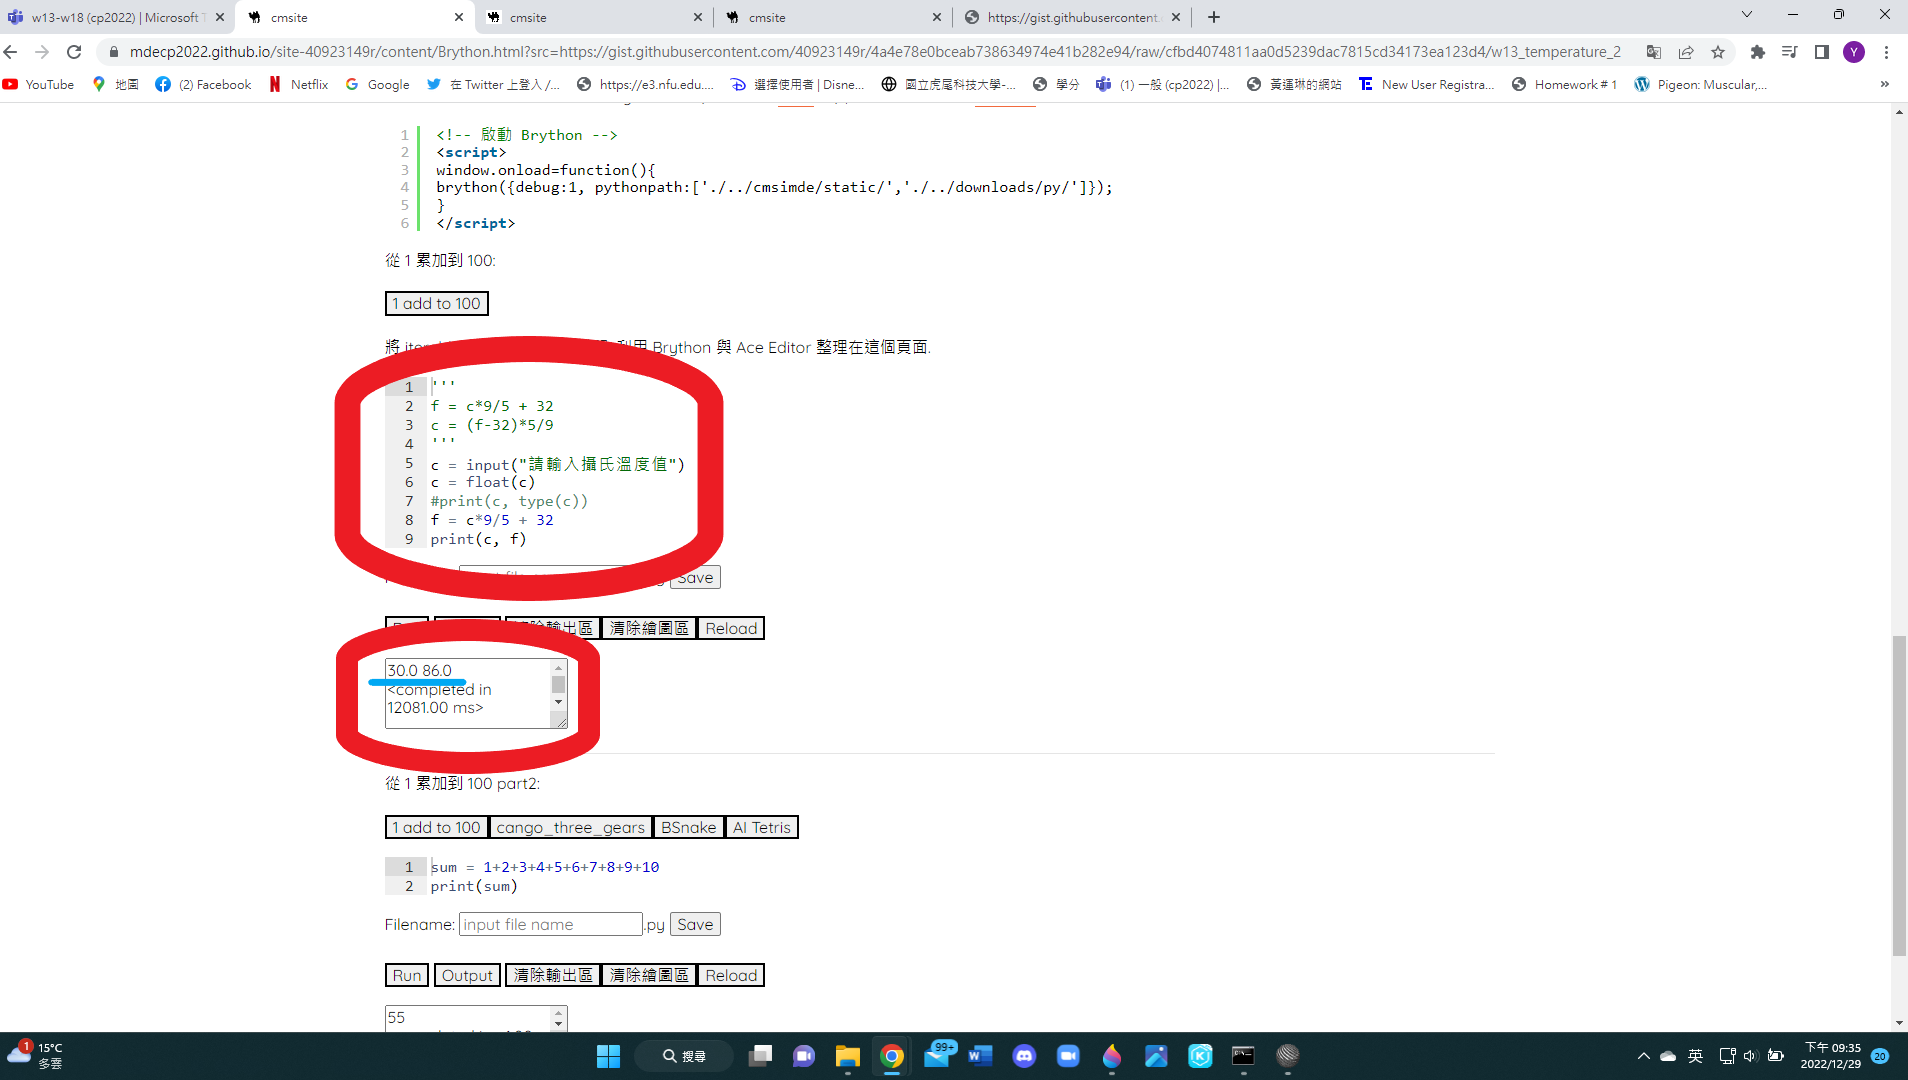 w13-w18 (cp2022) | Microsoft T
cmsite
cmsite
cmsite
https://gist.githubusercontent.
mdecp2022.github.io/site-40923149r/content/Brython.html?src=https://gist.githubusercontent.com/40923149r/4a4e78e0bceab738634974e41b282e94/raw/cfbd4074811aa0d5239dac7815cd34173ea123d4/w13_temperature_2
Y
YouTube
地圖
(2) Facebook
Netflix
Google
在 Twitter 上登入 /...
https://e3.nfu.edu....
選擇使用者 | Disne...
國立虎尾科技大學-...
學分
(1) 一般 (cp2022) |...
黃運琳的網站
New User Registra...
Homework # 1
Pigeon: Muscular,...
»
1 <!-- 啟動 Brython -->
2 <script>
3 window.onload=function(){
4 brython({debug:1, pythonpath:['./../cmsimde/static/','./../downloads/py/']});
5 }
6 </script>
從 1 累加到 100:
1 add to 100
將 利用 Brython 與 Ace Editor 整理在這個頁面.
1 '''
2 f = c*9/5 + 32
3 c = (f-32)*5/9
4 '''
5 c = input("請輸入攝氏溫度值")
6 c = float(c)
7 #print(c, type(c))
8 f = c*9/5 + 32
9 print(c, f)
Save
清除輸出區 清除繪圖區 Reload
30.0 86.0
<completed in
12081.00 ms>
從 1 累加到 100 part2:
1 add to 100 cango_three_gears BSnake AI Tetris
1 sum = 1+2+3+4+5+6+7+8+9+10
2 print(sum)
Filename: input file name .py Save
Run Output 清除輸出區 清除繪圖區 Reload
55
1
15°C
多雲
搜尋
99+
英
下午 09:35
2022/12/29
20